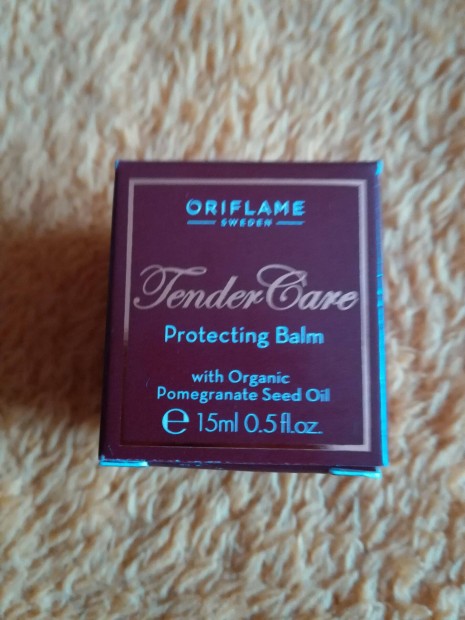 ORIFLAME
SWEDEN
Tender Care
Protecting Balm
with Organic
Pomegranate Seed Oil
℮ 15ml 0.5 fl.oz.